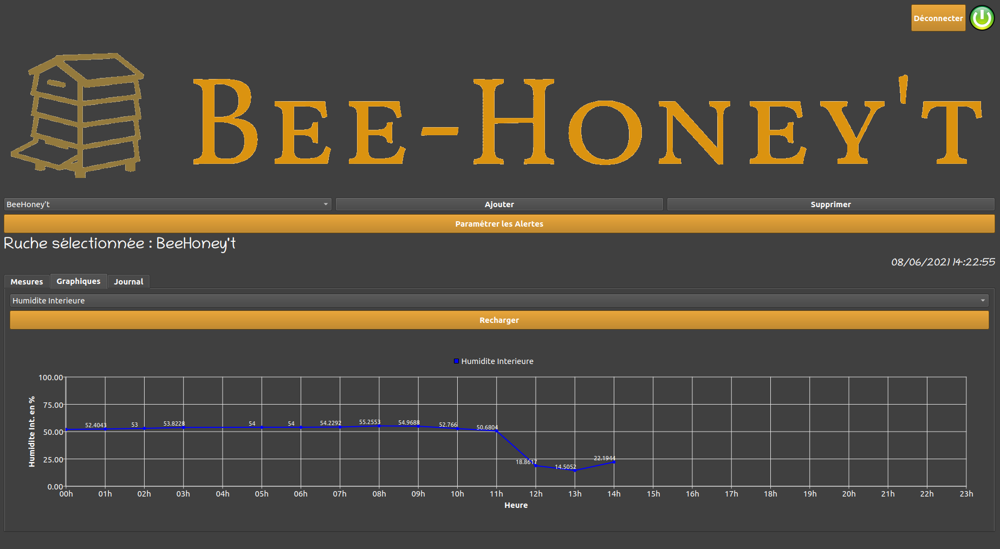 Déconnecter
BEE-HONEY'T
BeeHoney't
Ajouter
Supprimer
Paramétrer les Alertes
Ruche sélectionnée : BeeHoney't
08/06/2021 14:22:55
Mesures
Graphiques
Journal
Humidite Interieure
Recharger
Humidite Interieure
100.00
75.00
50.00
25.00
0.00
Humidite Int. en %
52.4043
53
53.8228
54
54
54.2292
55.2553
54.9688
52.766
50.6804
18.8617
14.5052
22.1944
00h 01h 02h 03h 04h 05h 06h 07h 08h 09h 10h 11h 12h 13h 14h 15h 16h 17h 18h 19h 20h 21h 22h 23h
Heure